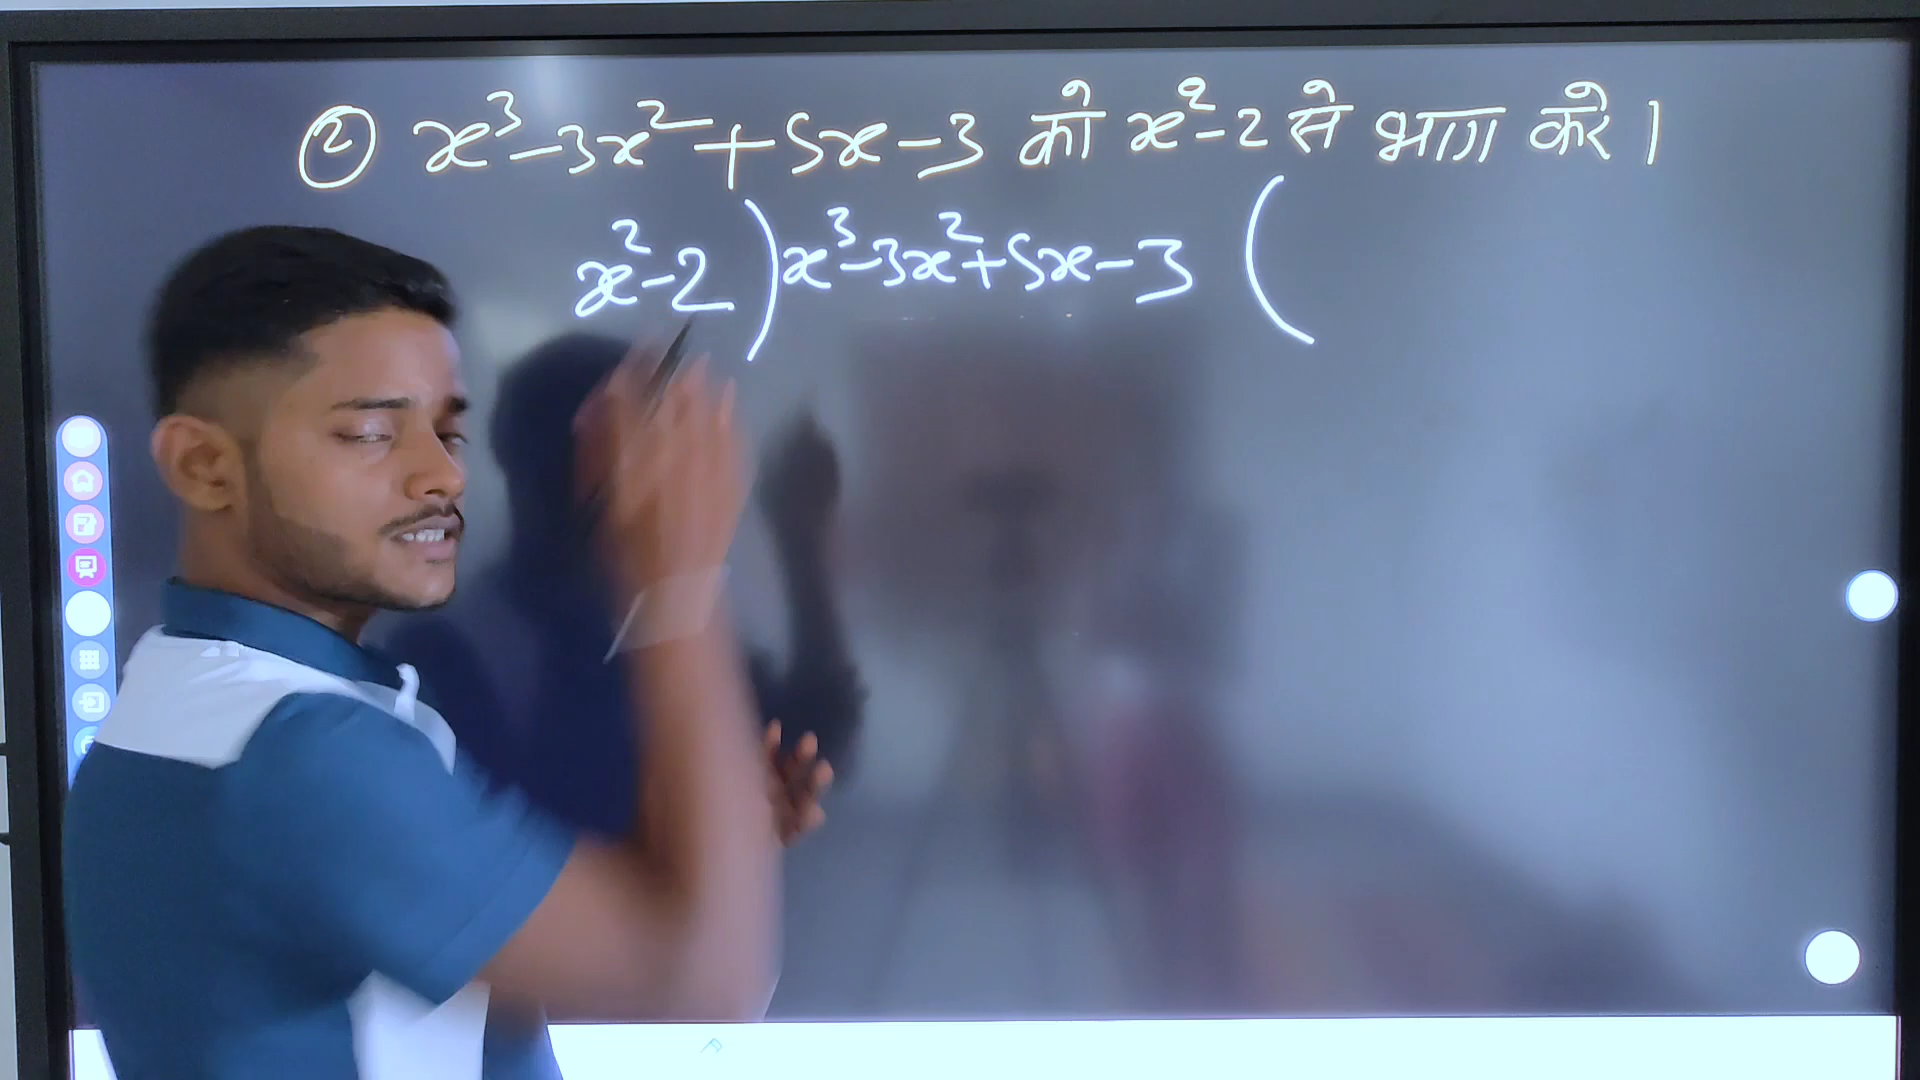 ② x³-3x²+5x-3 को x²-2 से भाग करे।
x²-2 ) x³-3x²+5x-3 (